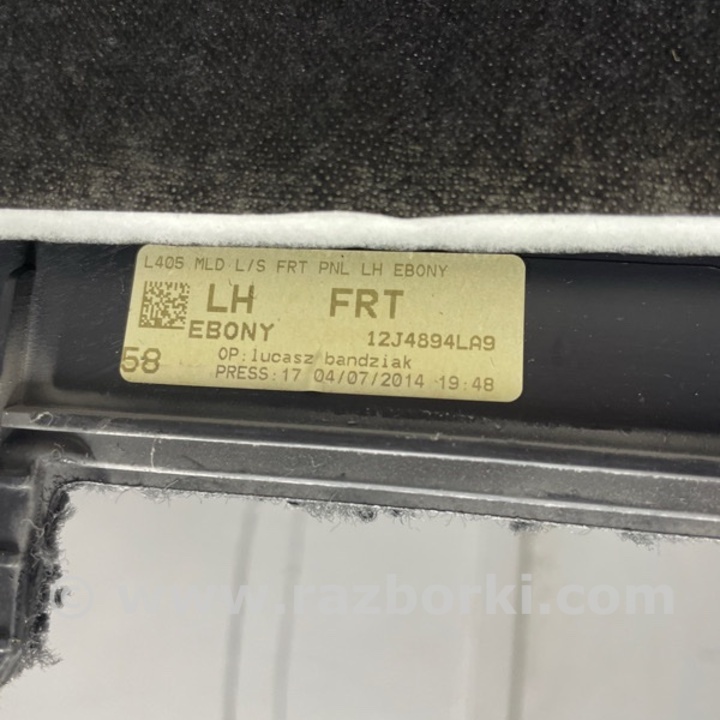 L405 MLD L/S FRT PNL LH EBONY
LH FRT
EBONY 12J4894LA9
58 OP:lucasz bandziak
PRESS:17 04/07/2014 19:48
© www.razborki.com